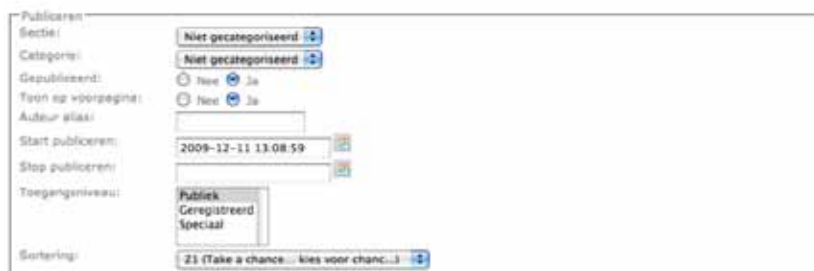 Publiceren
Sectie: Niet gecategoriseerd
Categorie: Niet gecategoriseerd
Gepubliceerd: Nee Ja
Toon op voorpagina: Nee Ja
Auteur alias:
Start publiceren: 2009-12-11 13:08:59
Stop publiceren:
Toegangsniveau: Publiek
Geregistreerd
Speciaal
Sortering: 21 (Take a chance... kies voor chanc...)